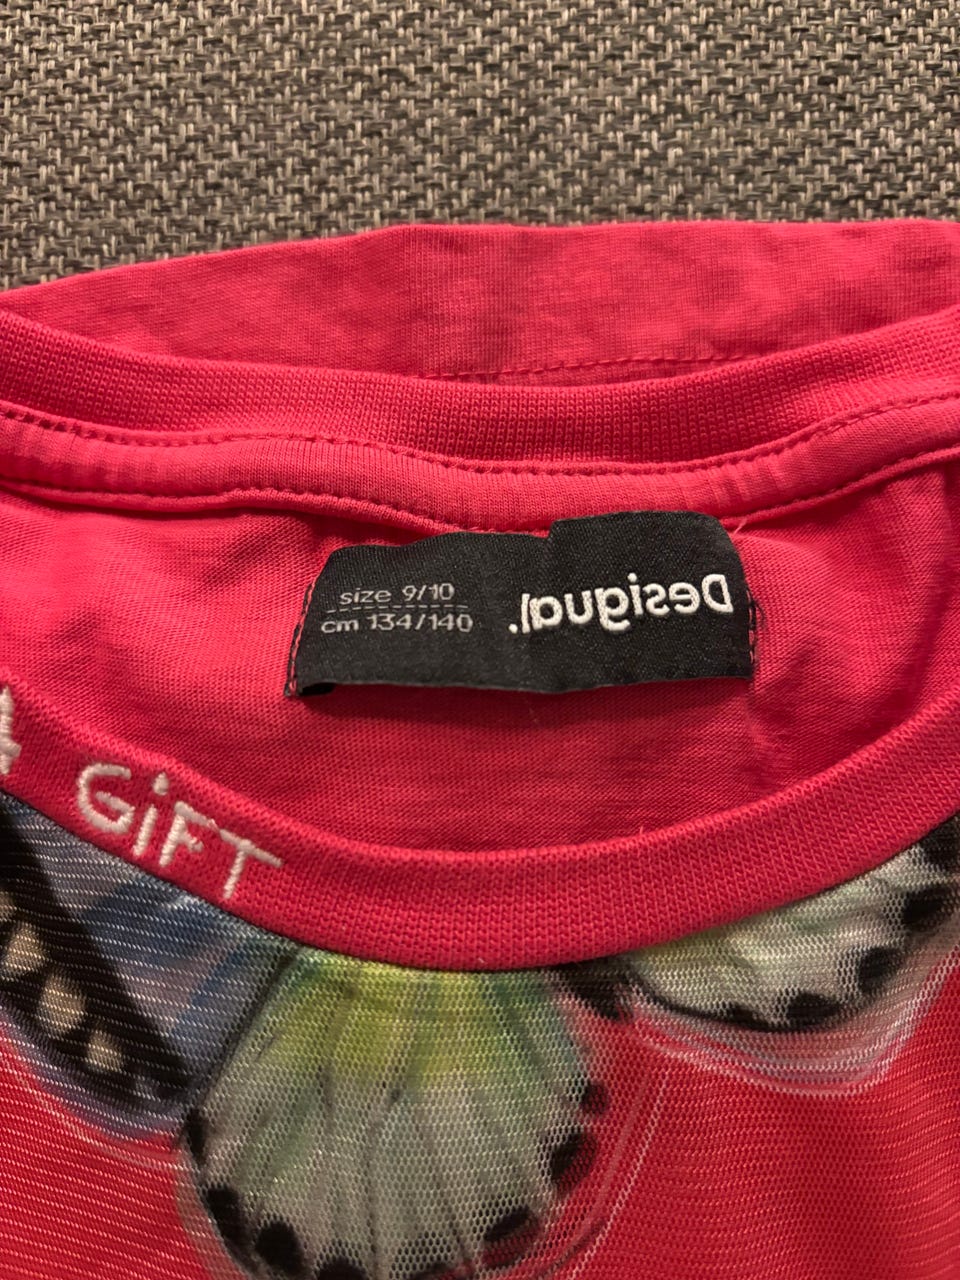 size 9/10
cm 134/140
Desigual.
GiFT